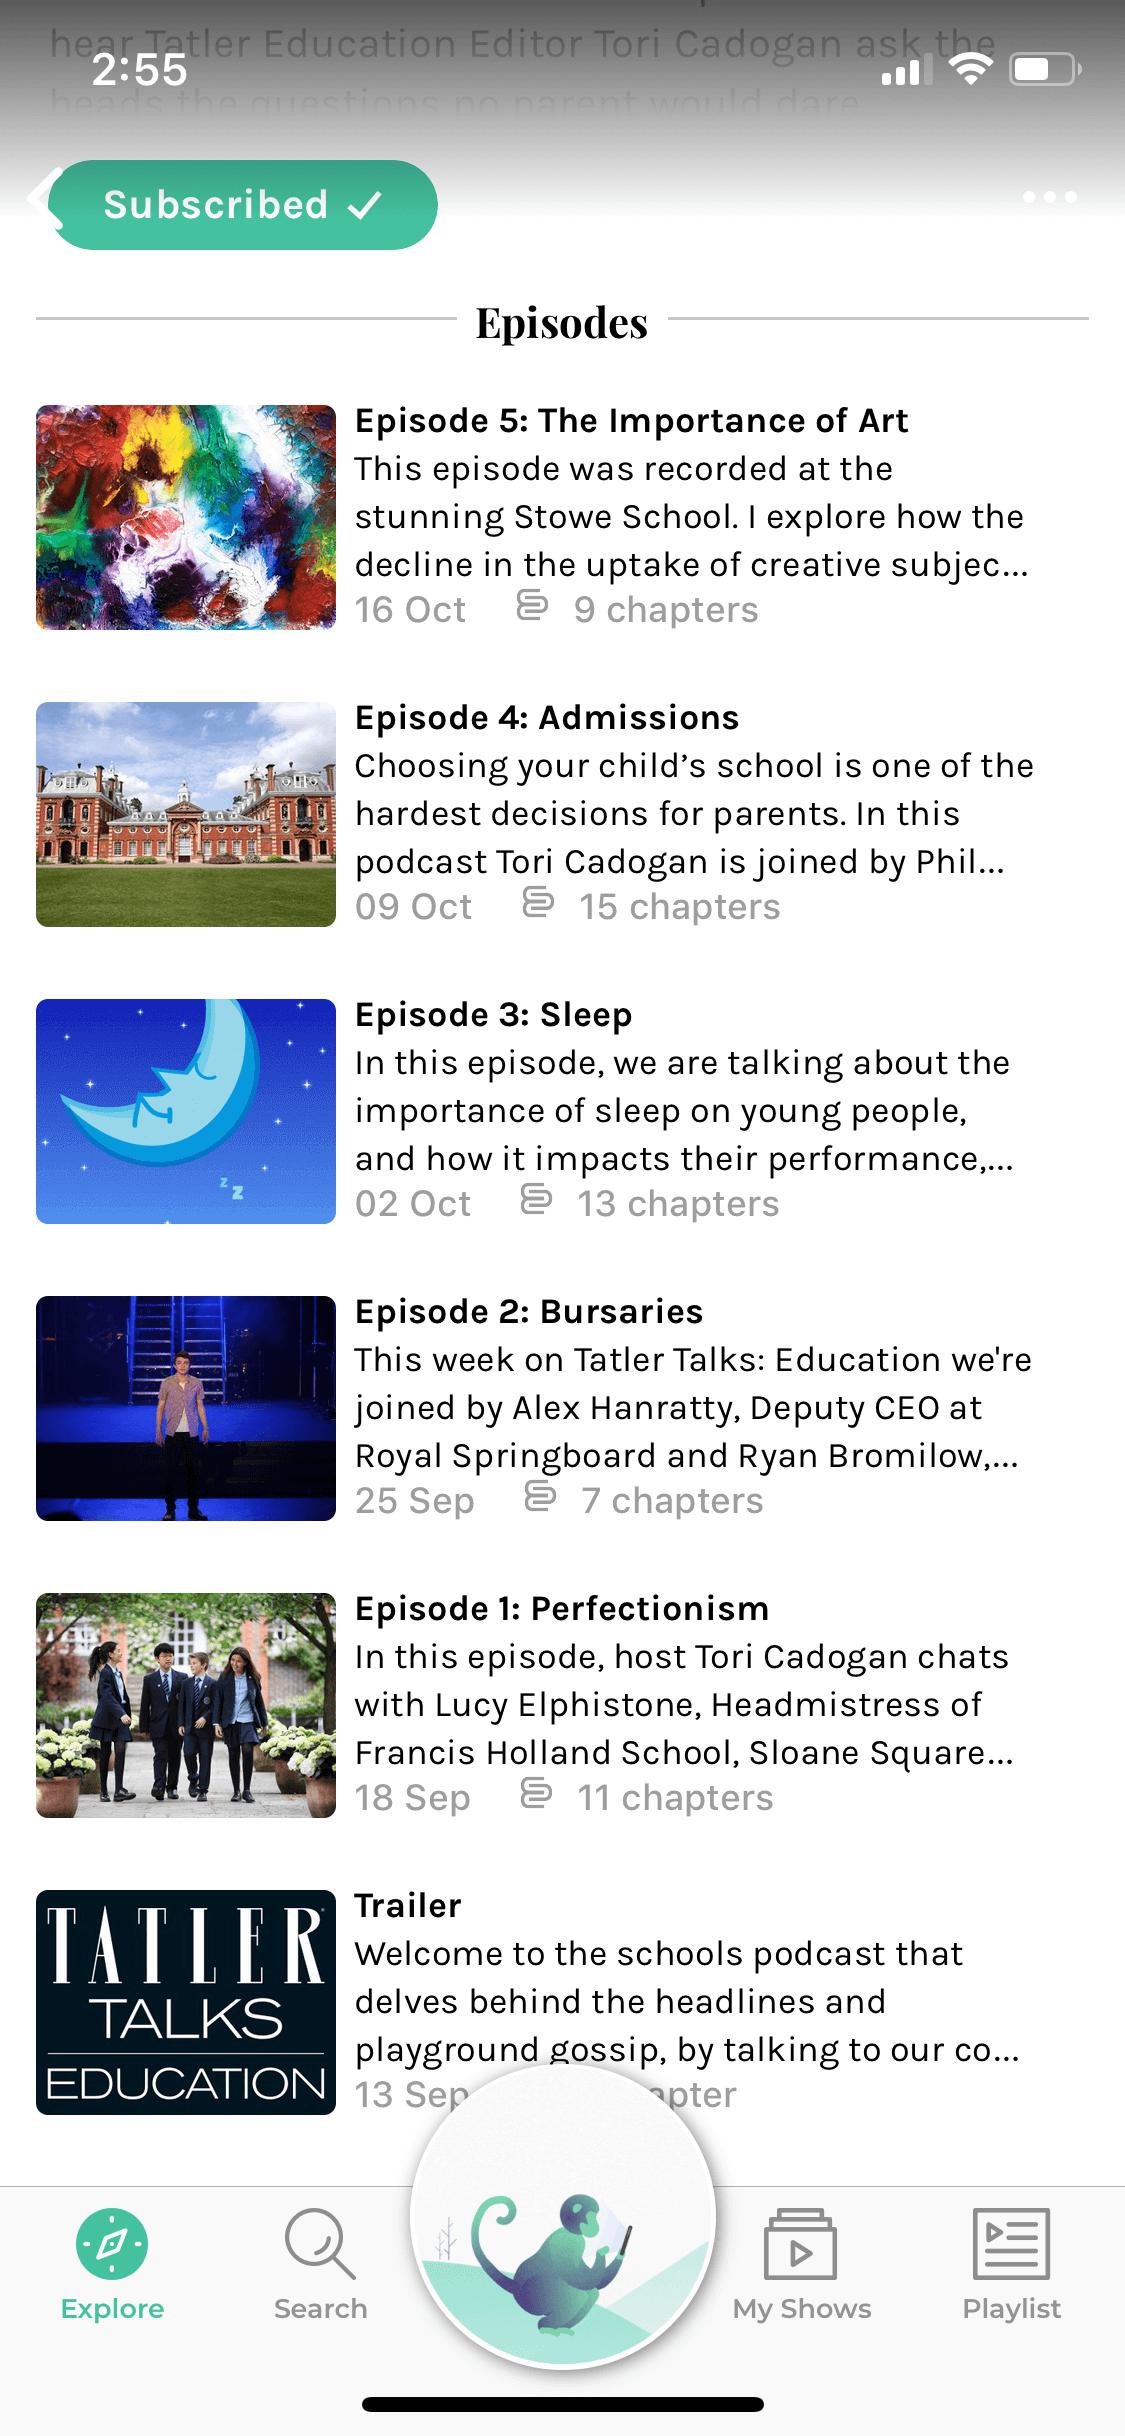 hear Tatler Education Editor Tori Cadogan ask the
2:55
heads the questions no parent would dare
Subscribed
Episodes
Episode 5: The Importance of Art
This episode was recorded at the
stunning Stowe School. I explore how the
decline in the uptake of creative subjec...
16 Oct 9 chapters
Episode 4: Admissions
Choosing your child’s school is one of the
hardest decisions for parents. In this
podcast Tori Cadogan is joined by Phil...
09 Oct 15 chapters
Episode 3: Sleep
In this episode, we are talking about the
importance of sleep on young people,
and how it impacts their performance,...
02 Oct 13 chapters
z z
Episode 2: Bursaries
This week on Tatler Talks: Education we're
joined by Alex Hanratty, Deputy CEO at
Royal Springboard and Ryan Bromilow,...
25 Sep 7 chapters
Episode 1: Perfectionism
In this episode, host Tori Cadogan chats
with Lucy Elphistone, Headmistress of
Francis Holland School, Sloane Square...
18 Sep 11 chapters
TATLER
TALKS
EDUCATION
Trailer
Welcome to the schools podcast that
delves behind the headlines and
playground gossip, by talking to our co...
13 Sep apter
Explore
Search
My Shows
Playlist